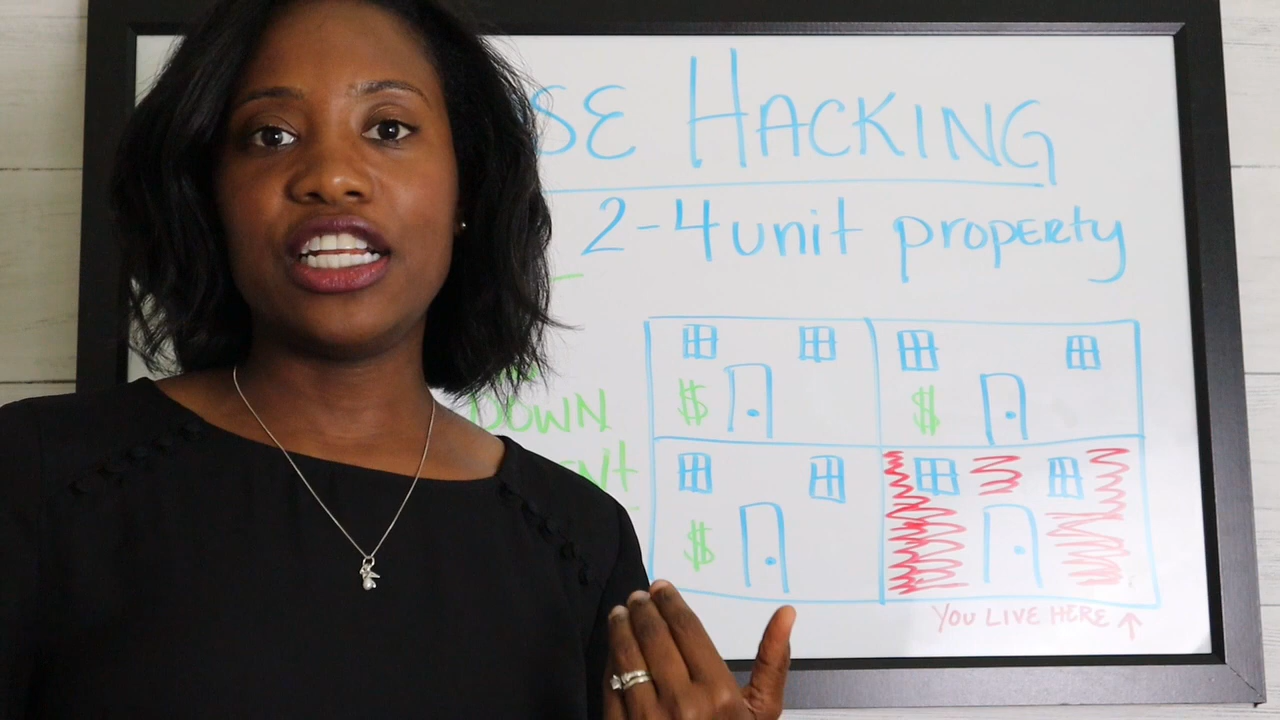 SE HACKING
2-4 unit property
DOWN
$ $
$
YOU LIVE HERE ↑